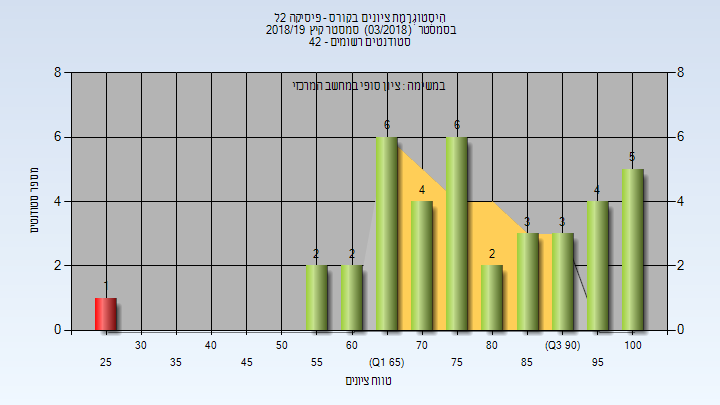 הִיסְטוגְרַמַת ציונים בקורס - פיסיקה 2ל
בסמסטר (03/2018) סמסטר קיץ 2018/19
סטודנטים רשומים - 42
במשימה : ציון סופי במחשב המרכזי
8 8
6 6
4 4
2 2
0 0
מספר סטודנטים
1 2 2 6 4 6 2 3 3 4 5
30 40 50 60 70 80 (Q3 90) 100
25 35 45 55 (Q1 65) 75 85 95
טווח ציונים